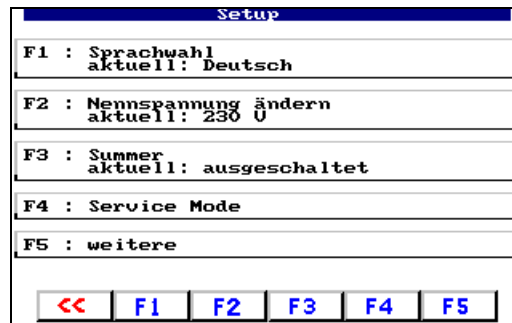 Setup
F1 : Sprachwahl
aktuell: Deutsch
F2 : Nennspannung ändern
aktuell: 230 V
F3 : Summer
aktuell: ausgeschaltet
F4 : Service Mode
F5 : weitere
<< F1 F2 F3 F4 F5